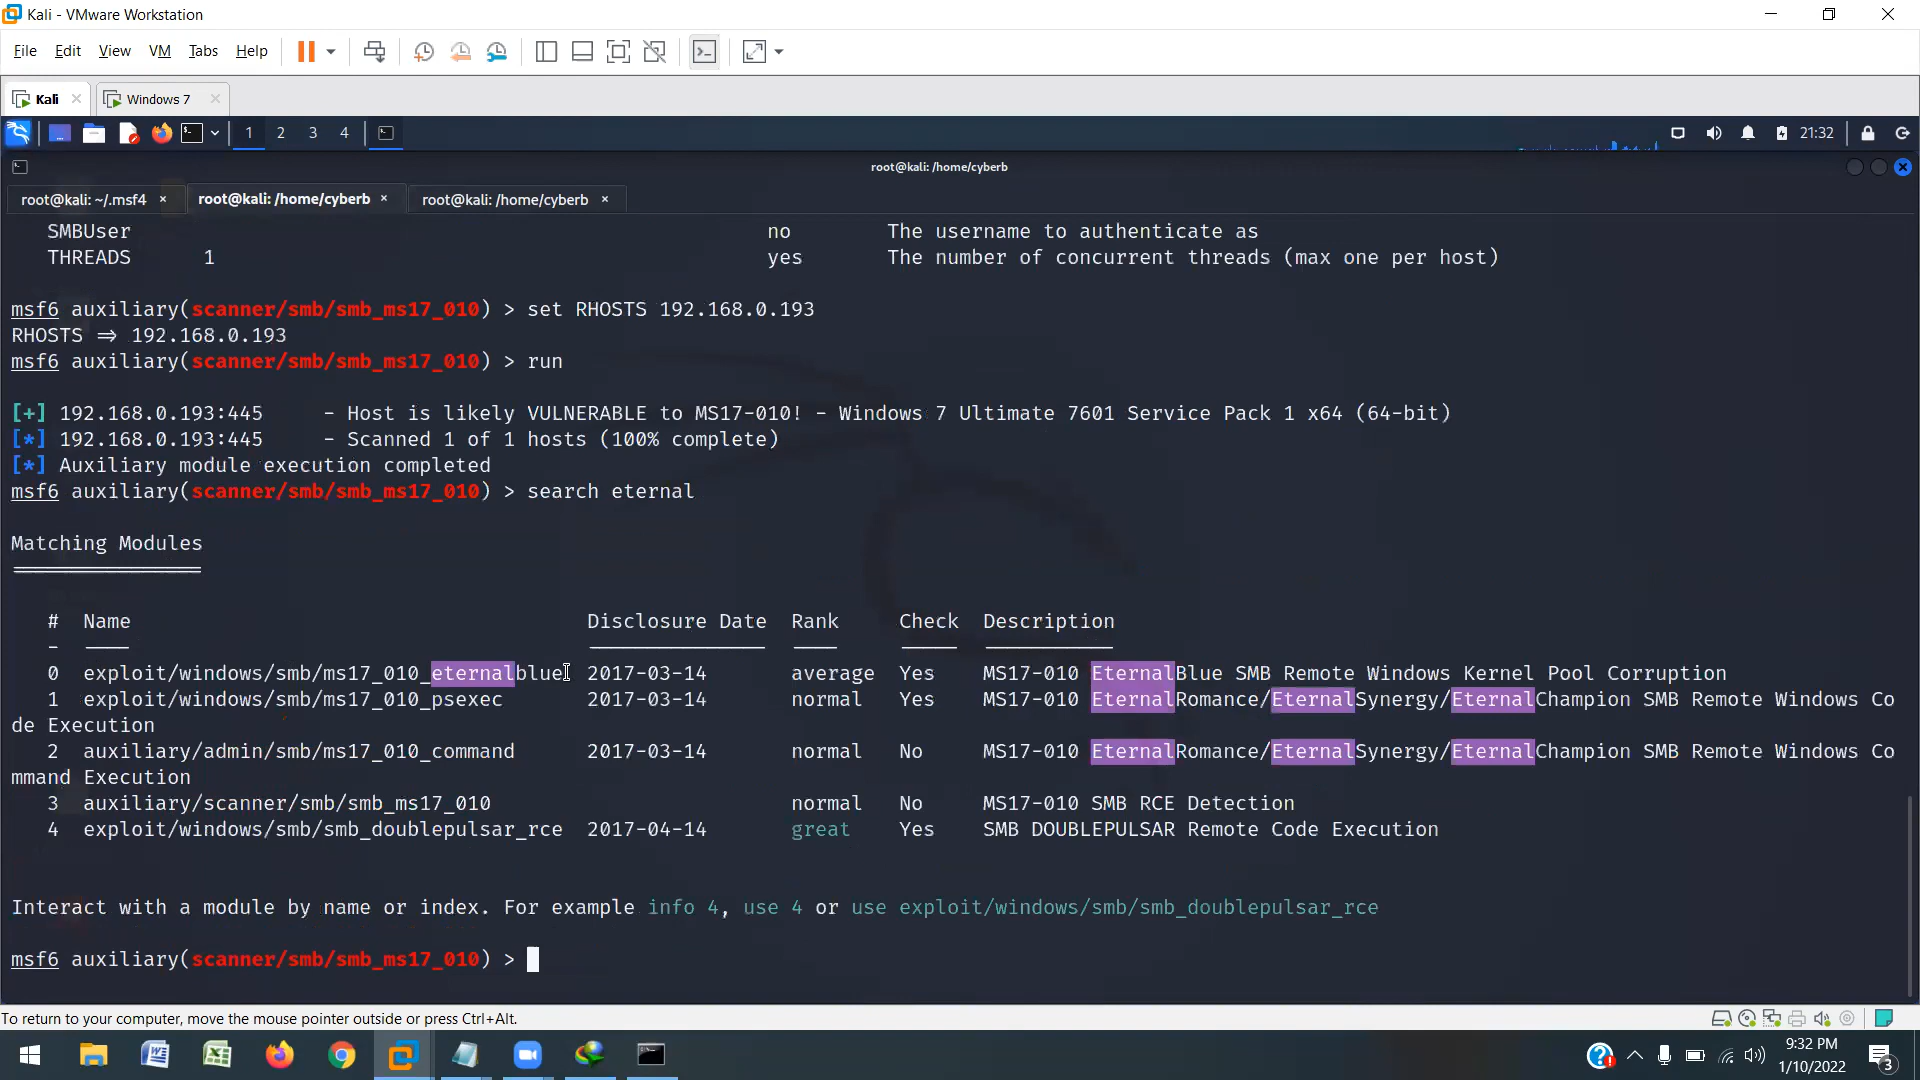 Kali - VMware Workstation
File Edit View VM Tabs Help
Kali × Windows 7 ×
1 2 3 4 21:32
root@kali: /home/cyberb
root@kali: ~/.msf4 × root@kali: /home/cyberb × root@kali: /home/cyberb ×
SMBUser no The username to authenticate as
THREADS 1 yes The number of concurrent threads (max one per host)
msf6 auxiliary(scanner/smb/smb_ms17_010) > set RHOSTS 192.168.0.193
RHOSTS ⇒ 192.168.0.193
msf6 auxiliary(scanner/smb/smb_ms17_010) > run
[+] 192.168.0.193:445 - Host is likely VULNERABLE to MS17-010! - Windows 7 Ultimate 7601 Service Pack 1 x64 (64-bit)
[*] 192.168.0.193:445 - Scanned 1 of 1 hosts (100% complete)
[*] Auxiliary module execution completed
msf6 auxiliary(scanner/smb/smb_ms17_010) > search eternal
Matching Modules
================
# Name Disclosure Date Rank Check Description
- ---- --------------- ---- ----- -----------
0 exploit/windows/smb/ms17_010_eternalblue 2017-03-14 average Yes MS17-010 EternalBlue SMB Remote Windows Kernel Pool Corruption
1 exploit/windows/smb/ms17_010_psexec 2017-03-14 normal Yes MS17-010 EternalRomance/EternalSynergy/EternalChampion SMB Remote Windows Co
de Execution
2 auxiliary/admin/smb/ms17_010_command 2017-03-14 normal No MS17-010 EternalRomance/EternalSynergy/EternalChampion SMB Remote Windows Co
mmand Execution
3 auxiliary/scanner/smb/smb_ms17_010 normal No MS17-010 SMB RCE Detection
4 exploit/windows/smb/smb_doublepulsar_rce 2017-04-14 great Yes SMB DOUBLEPULSAR Remote Code Execution
Interact with a module by name or index. For example info 4, use 4 or use exploit/windows/smb/smb_doublepulsar_rce
msf6 auxiliary(scanner/smb/smb_ms17_010) >
To return to your computer, move the mouse pointer outside or press Ctrl+Alt.
9:32 PM
1/10/2022
3